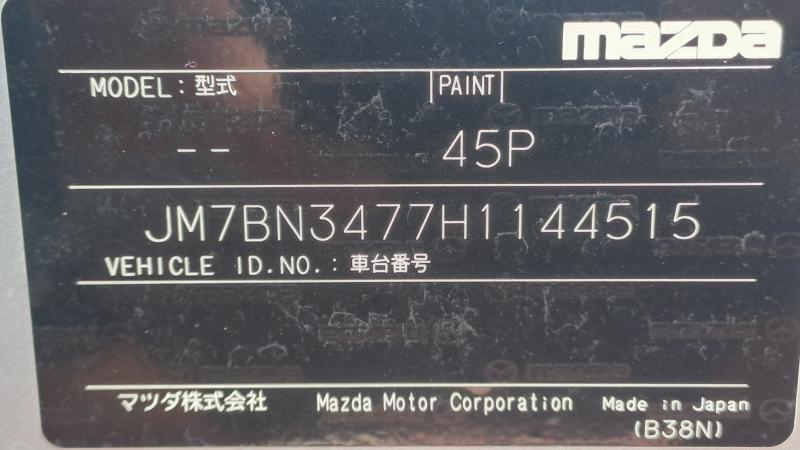 mazda
MODEL: 型式 PAINT
-- 45P
JM7BN3477H1144515
VEHICLE ID.NO.: 車台番号
マツダ株式会社 Mazda Motor Corporation Made in Japan
(B38N)